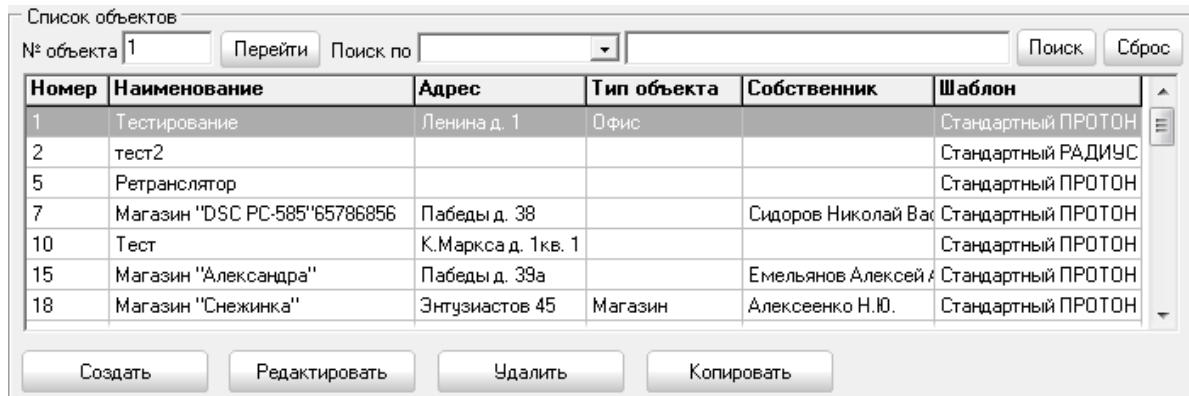 Список объектов
№ объекта 1 Перейти Поиск по Поиск Сброс
Номер Наименование Адрес Тип объекта Собственник Шаблон
1 Тестирование Ленина д. 1 Офис Стандартный ПРОТОН
2 тест2 Стандартный РАДИУС
5 Ретранслятор Стандартный ПРОТОН
7 Магазин "DSC PC-585"65786856 Пабеды д. 38 Сидоров Николай Вас Стандартный ПРОТОН
10 Тест К.Маркса д. 1кв. 1 Стандартный ПРОТОН
15 Магазин "Александра" Пабеды д. 39а Емельянов Алексей А Стандартный ПРОТОН
18 Магазин "Снежинка" Энтузиастов 45 Магазин Алексеенко Н.Ю. Стандартный ПРОТОН
Создать Редактировать Удалить Копировать